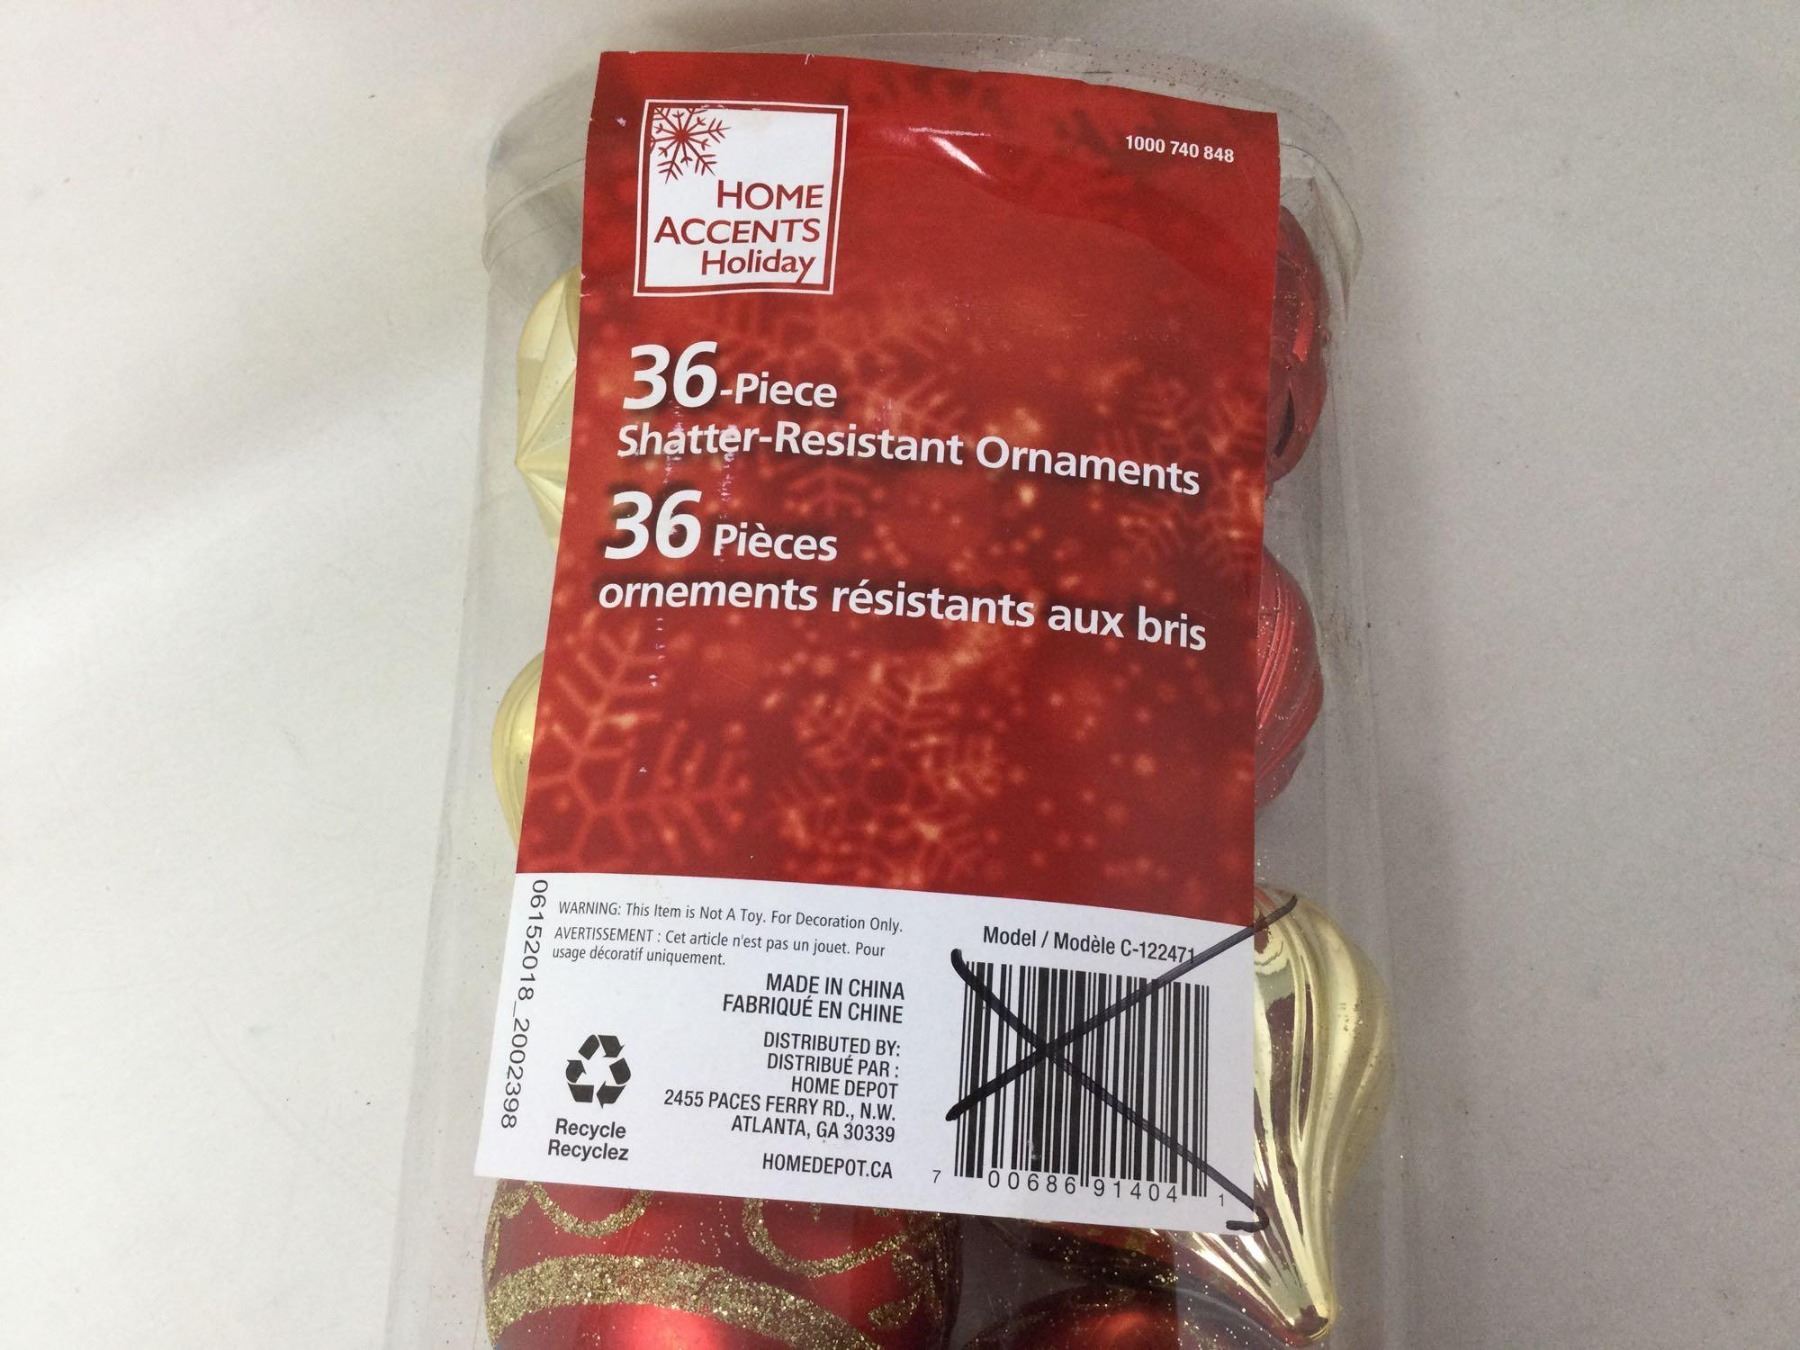 HOME
ACCENTS
Holiday
1000 740 848
36-Piece
Shatter-Resistant Ornaments
36 Pièces
ornements résistants aux bris
06152018_2002398
WARNING: This Item is Not A Toy. For Decoration Only.
AVERTISSEMENT : Cet article n'est pas un jouet. Pour
usage décoratif uniquement.
MADE IN CHINA
FABRIQUÉ EN CHINE
DISTRIBUTED BY:
DISTRIBUÉ PAR :
HOME DEPOT
2455 PACES FERRY RD., N.W.
ATLANTA, GA 30339
HOMEDEPOT.CA
Recycle
Recyclez
Model / Modèle C-122471
7 00686 91404 1